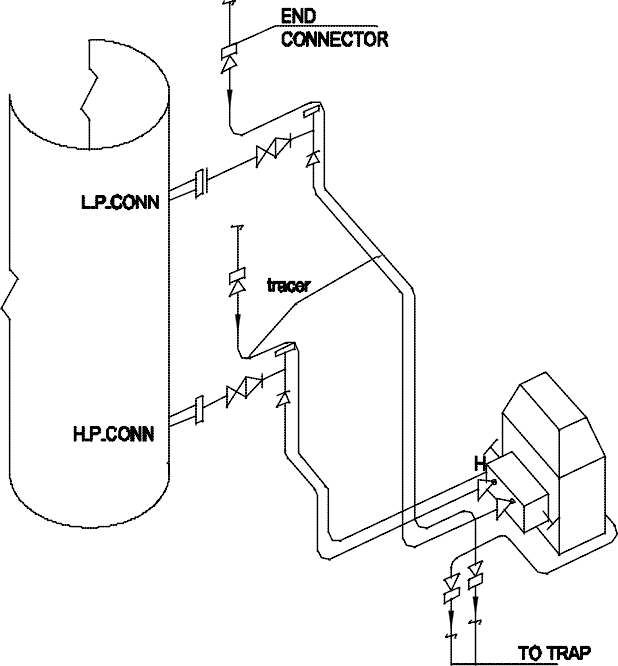 END
CONNECTOR
L.P.CONN
tracer
H.P.CONN
H
TO TRAP